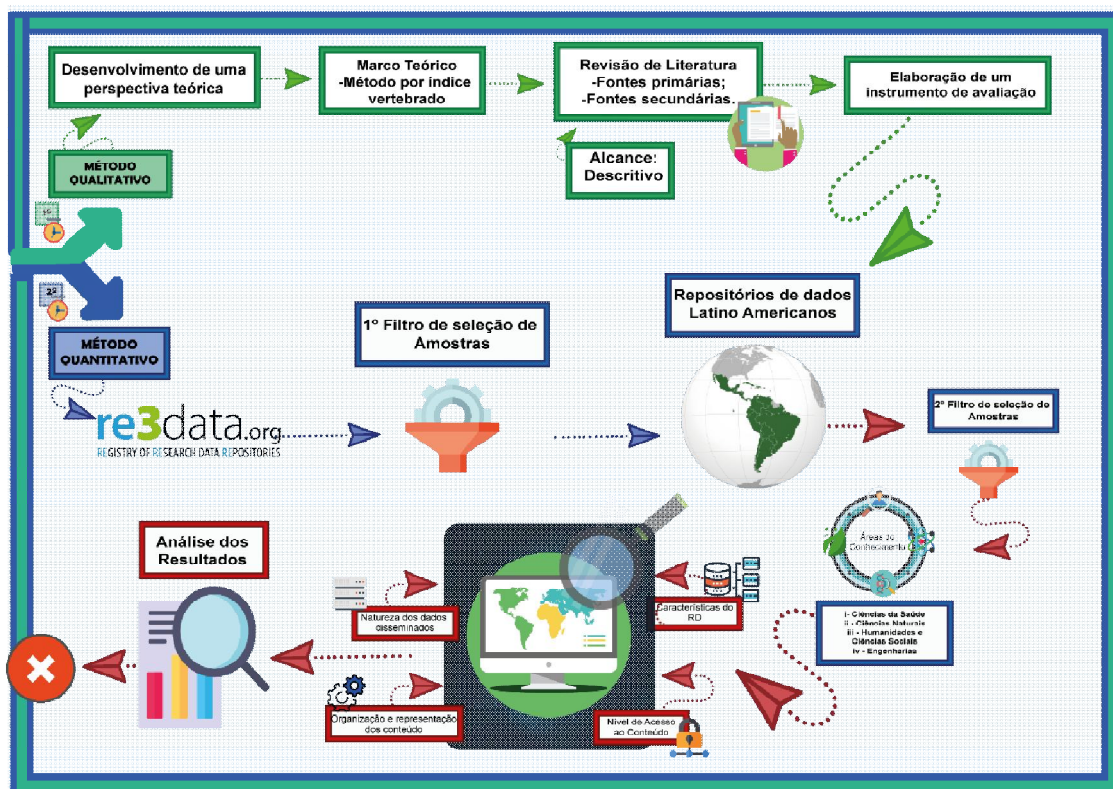 Desenvolvimento de uma
perspectiva teórica
Marco Teórico
-Método por índice
vertebrado
Revisão de Literatura
-Fontes primárias;
-Fontes secundárias.
Elaboração de um
instrumento de avaliação
Alcance:
Descritivo
MÉTODO
QUALITATIVO
2º
MÉTODO
QUANTITATIVO
re3data.org
REGISTRY OF RESEARCH DATA REPOSITORIES
1º Filtro de seleção de
Amostras
Repositórios de dados
Latino Americanos
2º Filtro de seleção de
Amostras
Áreas do
Conhecimento
i- Ciências da Saúde
ii - Ciências Naturais
iii - Humanidades e
Ciências Sociais
iv - Engenharias
Características do
RD
Natureza dos dados
disseminados
Organização e representação
dos conteúdo
Nível de Acesso
ao Conteúdo
Análise dos
Resultados